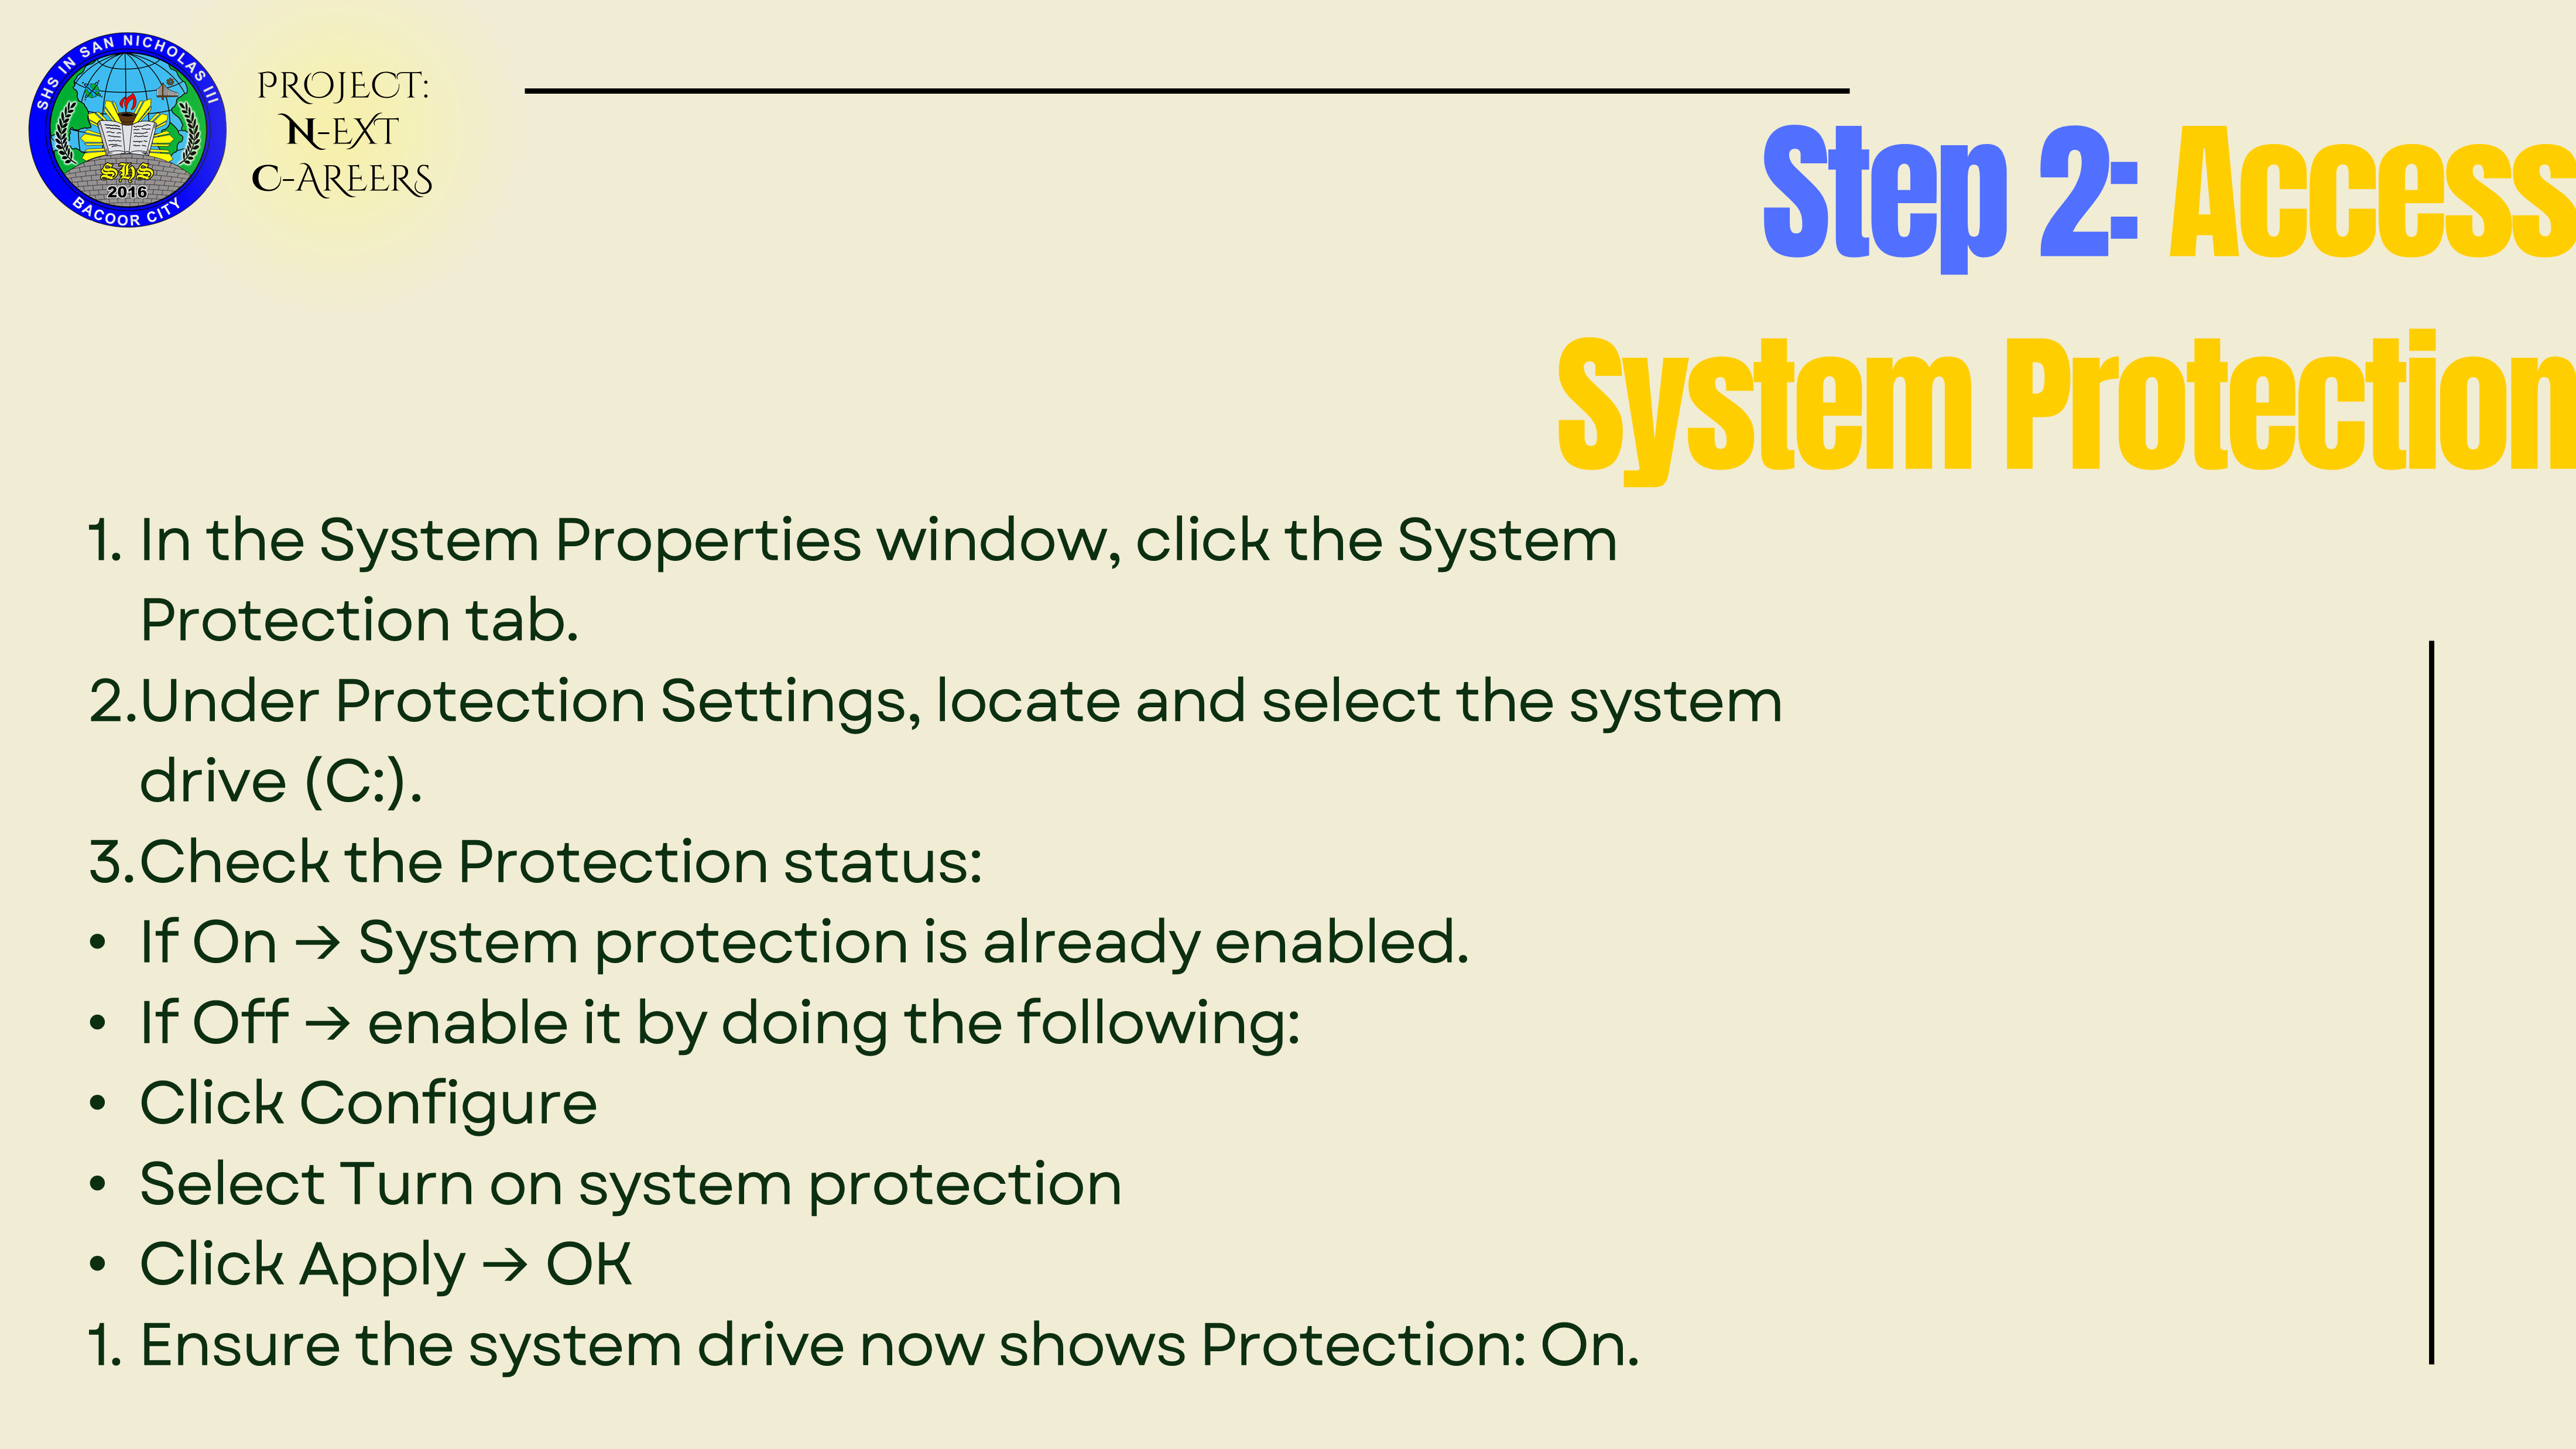 SHS IN SAN NICHOLAS III
SHS
2016
BACOOR CITY
PROJECT:
N-EXT
C-AREERS
Step 2: Access
System Protection
1. In the System Properties window, click the System
Protection tab.
2. Under Protection Settings, locate and select the system
drive (C:).
3. Check the Protection status:
• If On → System protection is already enabled.
• If Off → enable it by doing the following:
• Click Configure
• Select Turn on system protection
• Click Apply → OK
1. Ensure the system drive now shows Protection: On.